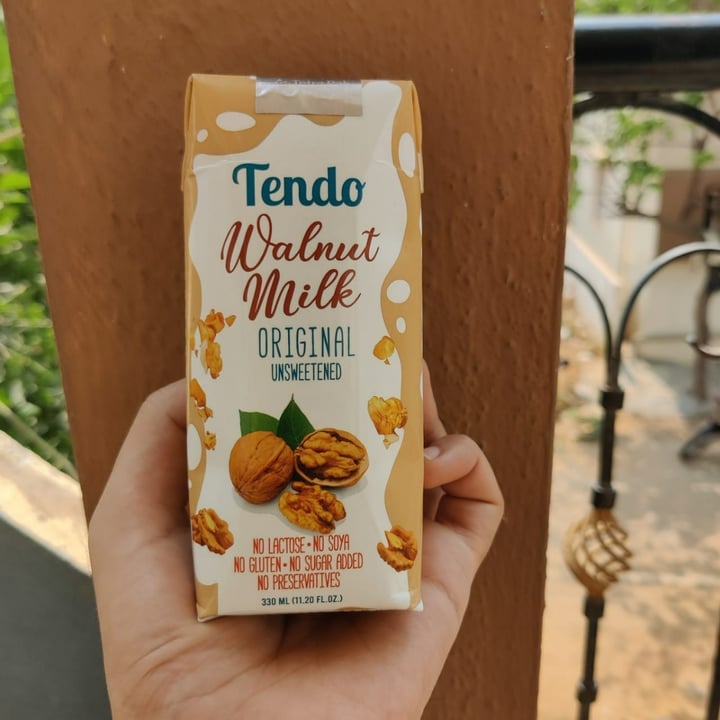 Tendo
Walnut
Milk
ORIGINAL
UNSWEETENED
NO LACTOSE • NO SOYA
NO GLUTEN • NO SUGAR ADDED
NO PRESERVATIVES
330 ML (11.20 FL.OZ.)